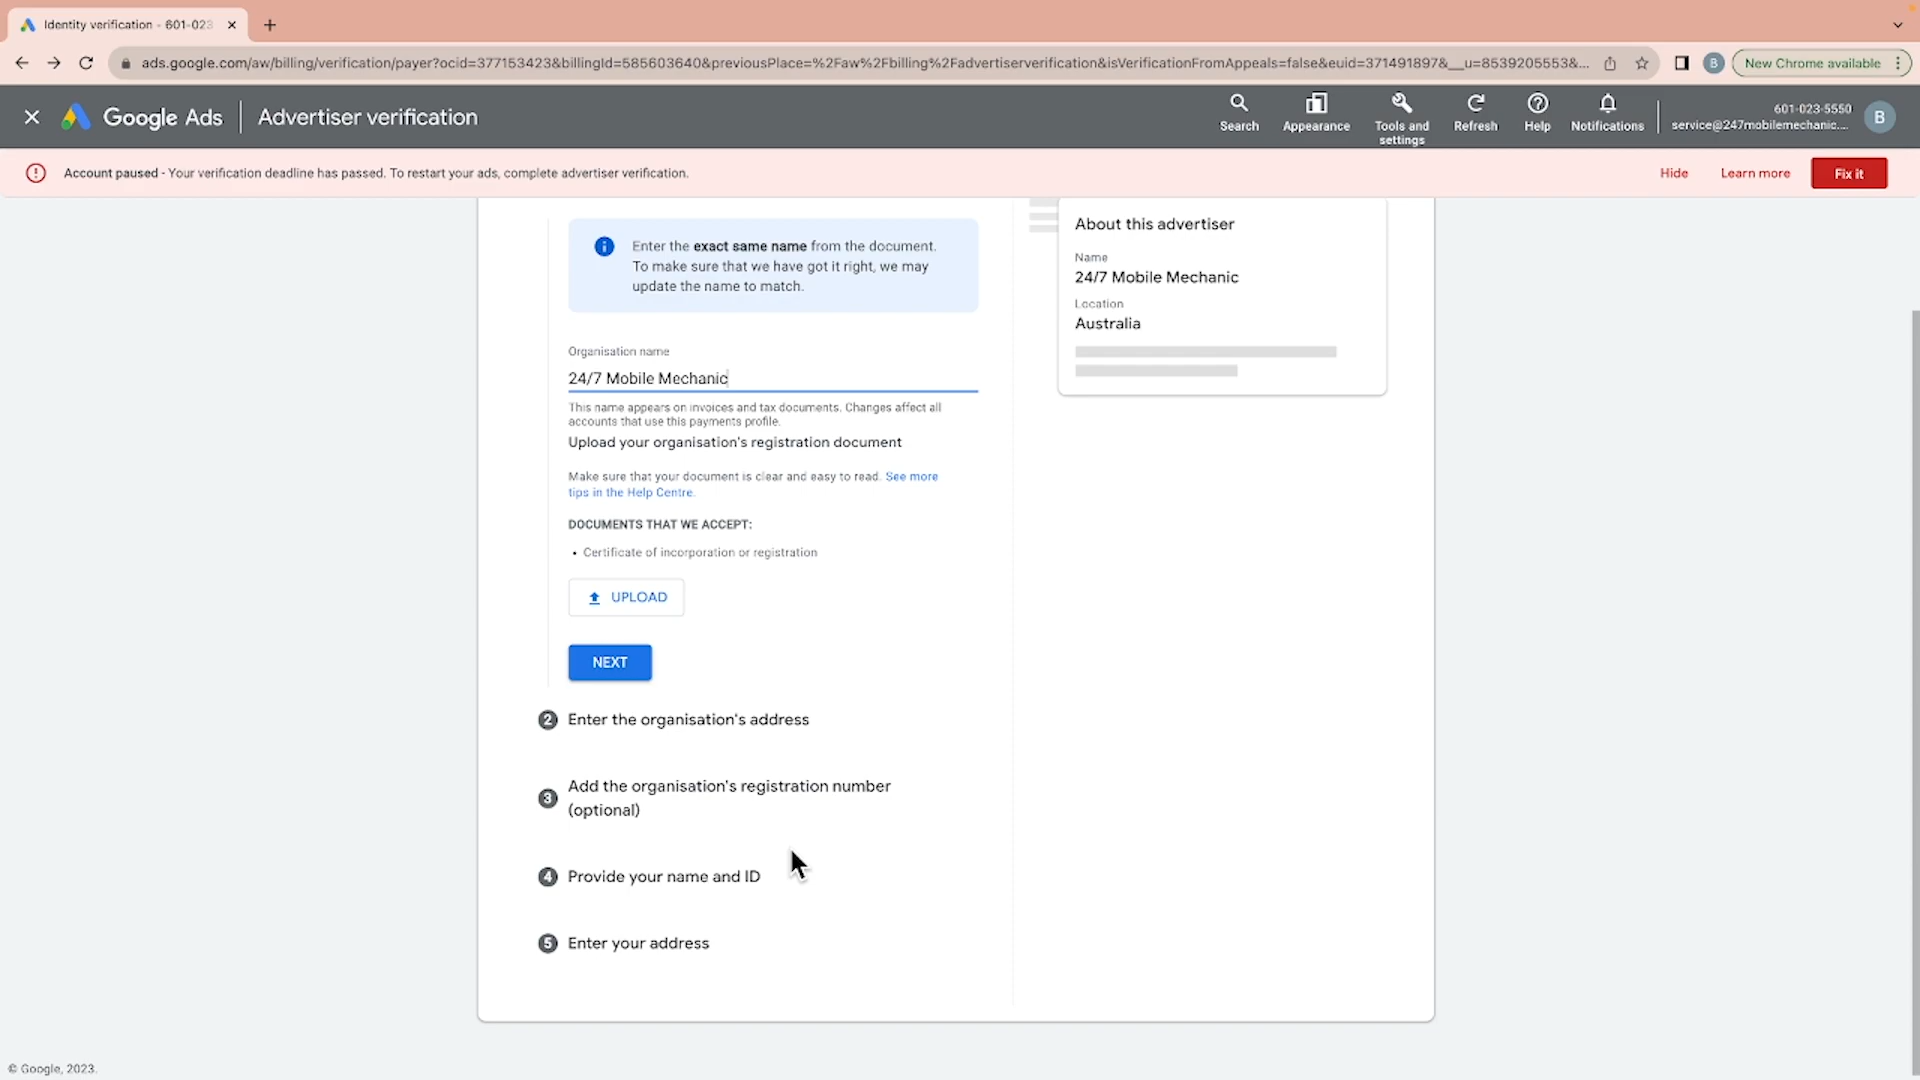 Identity verification - 601-023
ads.google.com/aw/billing/verification/payer?ocid=377153423&billingId=585603640&previousPlace=%2Faw%2Fbilling%2Fadvertiserverification&isVerificationFromAppeals=false&euid=371491897&__u=8539205553&...
B
New Chrome available
Google Ads
Advertiser verification
Search
Appearance
Tools and
settings
Refresh
Help
Notifications
601-023-5550
service@247mobilemechanic....
B
Account paused - Your verification deadline has passed. To restart your ads, complete advertiser verification.
Hide
Learn more
Fix it
Enter the exact same name from the document.
To make sure that we have got it right, we may
update the name to match.
Organisation name
24/7 Mobile Mechanic
This name appears on invoices and tax documents. Changes affect all
accounts that use this payments profile.
Upload your organisation's registration document
Make sure that your document is clear and easy to read. See more
tips in the Help Centre.
DOCUMENTS THAT WE ACCEPT:
• Certificate of incorporation or registration
UPLOAD
NEXT
2 Enter the organisation's address
3 Add the organisation's registration number
(optional)
4 Provide your name and ID
5 Enter your address
About this advertiser
Name
24/7 Mobile Mechanic
Location
Australia
© Google, 2023.